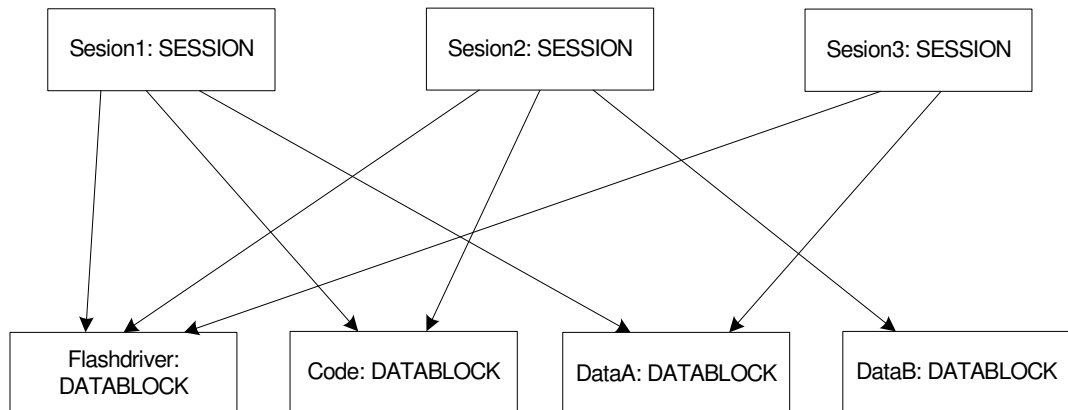 Sesion1: SESSION
Sesion2: SESSION
Sesion3: SESSION
Flashdriver:
DATABLOCK
Code: DATABLOCK
DataA: DATABLOCK
DataB: DATABLOCK